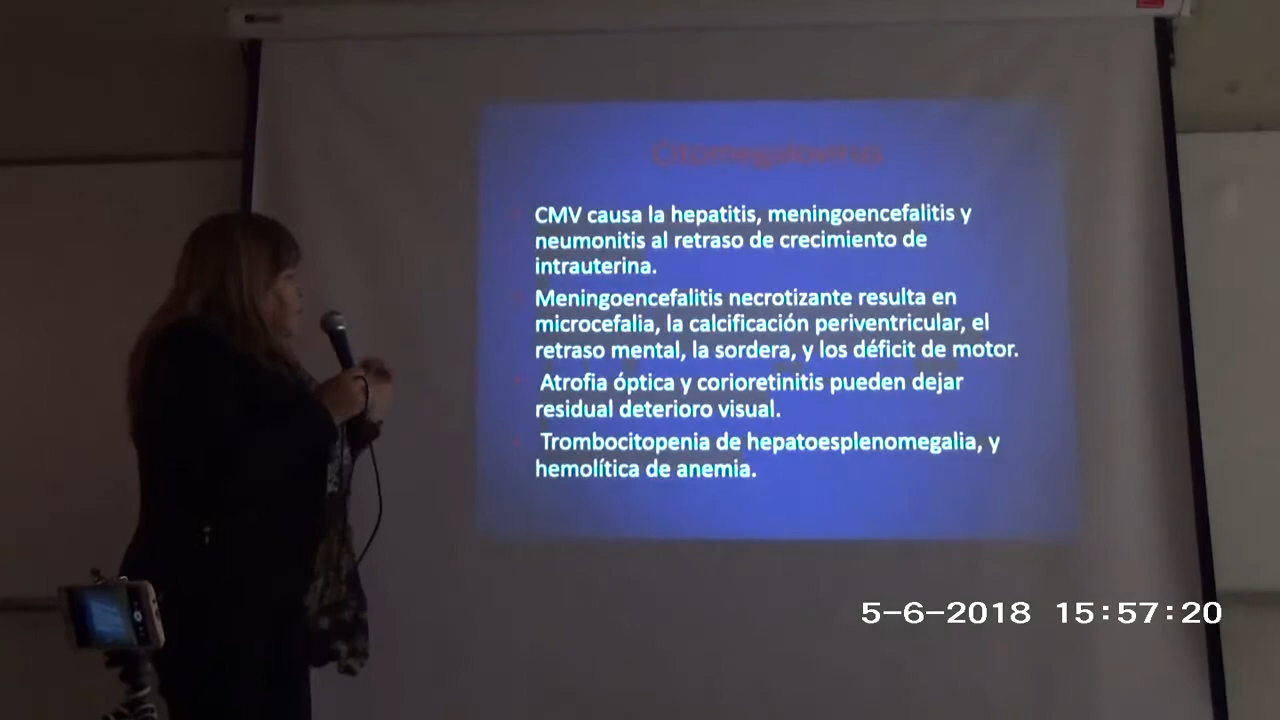 Citomegalovirus
CMV causa la hepatitis, meningoencefalitis y
neumonitis al retraso de crecimiento de
intrauterina.
Meningoencefalitis necrotizante resulta en
microcefalia, la calcificación periventricular, el
retraso mental, la sordera, y los déficit de motor.
Atrofia óptica y corioretinitis pueden dejar
residual deterioro visual.
Trombocitopenia de hepatoesplenomegalia, y
hemolítica de anemia.
5-6-2018 15:57:20